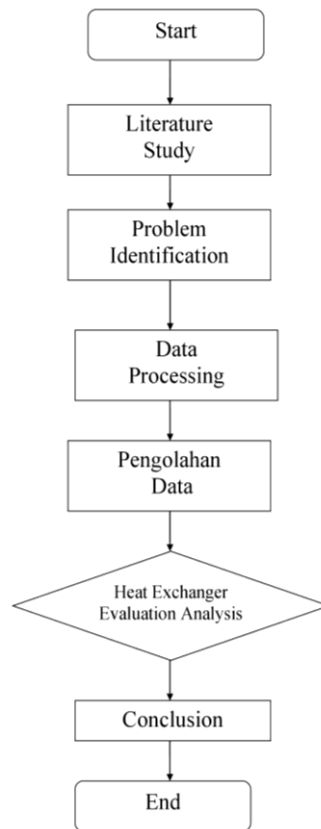 Start
Literature
Study
Problem
Identification
Data
Processing
Pengolahan
Data
Heat Exchanger
Evaluation Analysis
Conclusion
End